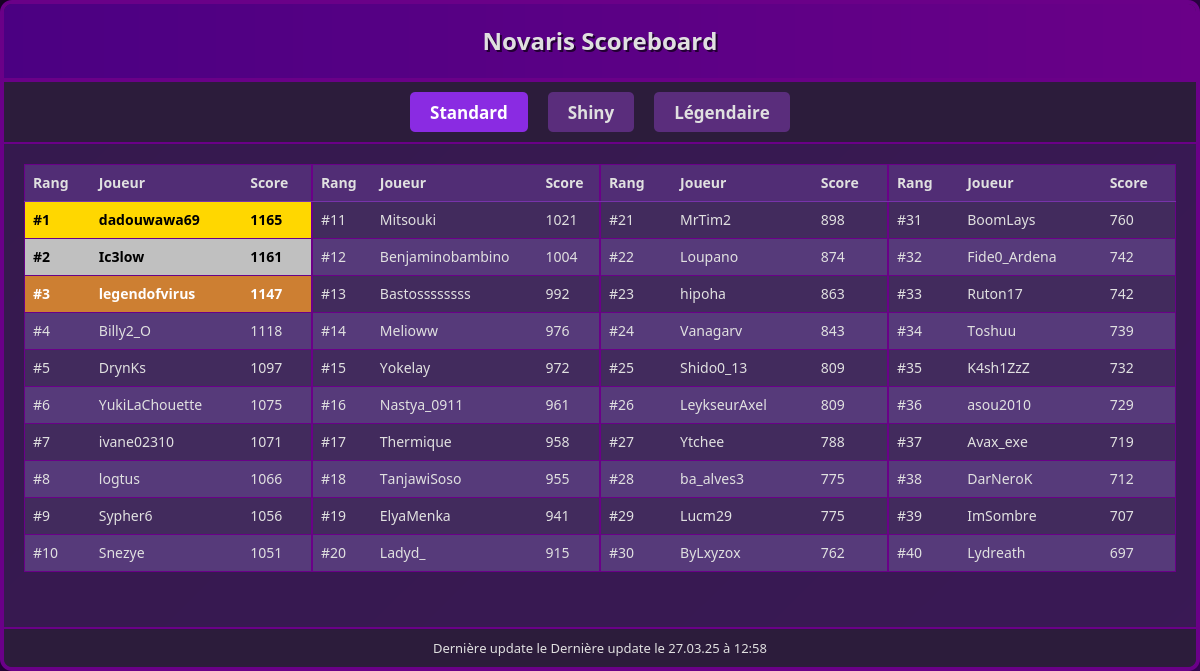 Novaris Scoreboard
Standard Shiny Légendaire
Rang Joueur Score Rang Joueur Score Rang Joueur Score Rang Joueur Score
#1 dadouwawa69 1165 #11 Mitsouki 1021 #21 MrTim2 898 #31 BoomLays 760
#2 Ic3low 1161 #12 Benjaminobambino 1004 #22 Loupano 874 #32 Fide0_Ardena 742
#3 legendofvirus 1147 #13 Bastosssssssss 992 #23 hipoha 863 #33 Ruton17 742
#4 Billy2_O 1118 #14 Melioww 976 #24 Vanagarv 843 #34 Toshuu 739
#5 DrynKs 1097 #15 Yokelay 972 #25 Shido0_13 809 #35 K4sh1ZzZ 732
#6 YukiLaChouette 1075 #16 Nastya_0911 961 #26 LeykseurAxel 809 #36 asou2010 729
#7 ivane02310 1071 #17 Thermique 958 #27 Ytchee 788 #37 Avax_exe 719
#8 logtus 1066 #18 TanjawiSoso 955 #28 ba_alves3 775 #38 DarNeroK 712
#9 Sypher6 1056 #19 ElyaMenka 941 #29 Lucm29 775 #39 ImSombre 707
#10 Snezye 1051 #20 Ladyd_ 915 #30 ByLxyzox 762 #40 Lydreath 697
Dernière update le Dernière update le 27.03.25 à 12:58